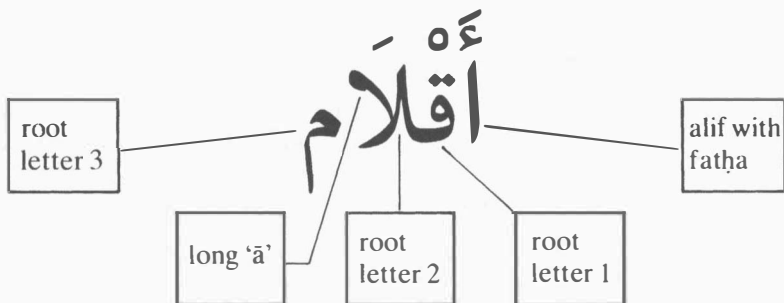 أَقْلَام
alif with
fatḥa
root
letter 3
long ‘ā’
root
letter 2
root
letter 1